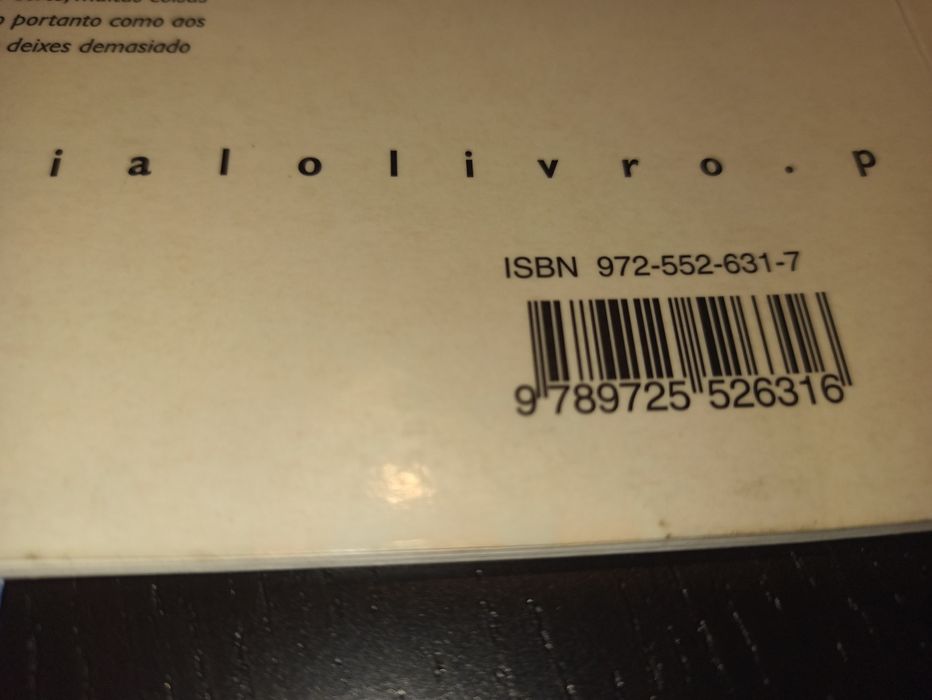 portanto como aos
deixes demasiado
i a l o l i v r o . p
ISBN 972-552-631-7
9 789725 526316